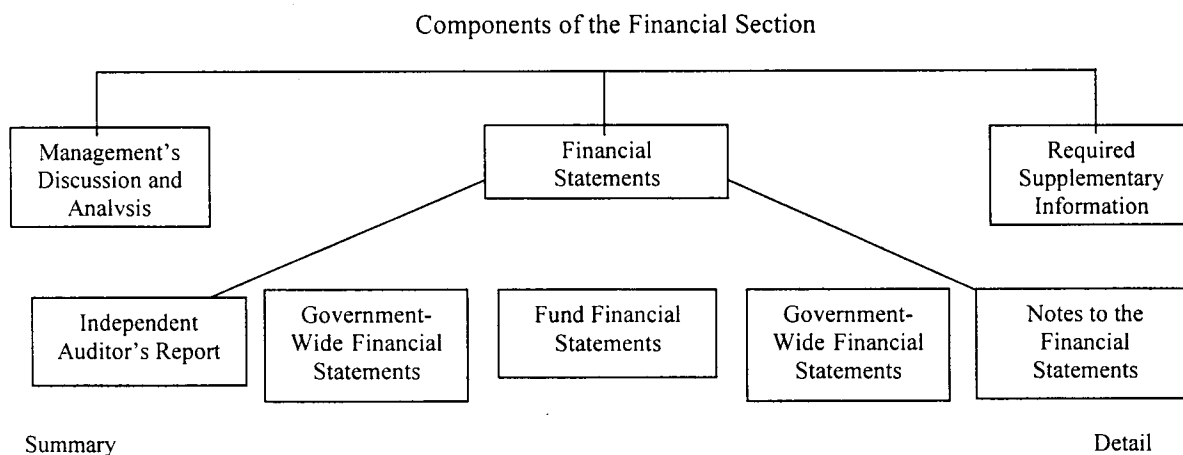 Components of the Financial Section
Management's
Discussion and
Analysis
Financial
Statements
Required
Supplementary
Information
Independent
Auditor's Report
Government-
Wide Financial
Statements
Fund Financial
Statements
Government-
Wide Financial
Statements
Notes to the
Financial
Statements
Summary
Detail